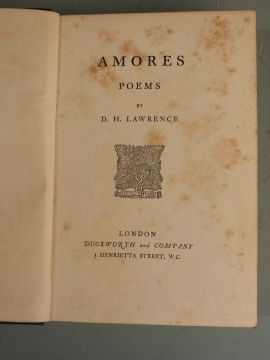 AMORES
POEMS
BY
D. H. LAWRENCE
LONDON
DUCKWORTH and COMPANY
3 HENRIETTA STREET, W.C.